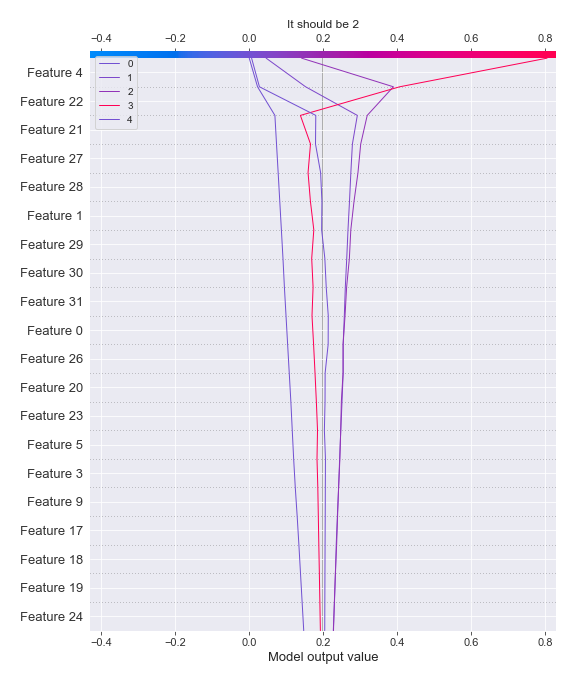 It should be 2
−0.4 −0.2 0.0 0.2 0.4 0.6 0.8
0
1
2
3
4
Feature 4
Feature 22
Feature 21
Feature 27
Feature 28
Feature 1
Feature 29
Feature 30
Feature 31
Feature 0
Feature 26
Feature 20
Feature 23
Feature 5
Feature 3
Feature 9
Feature 17
Feature 18
Feature 19
Feature 24
−0.4 −0.2 0.0 0.2 0.4 0.6 0.8
Model output value